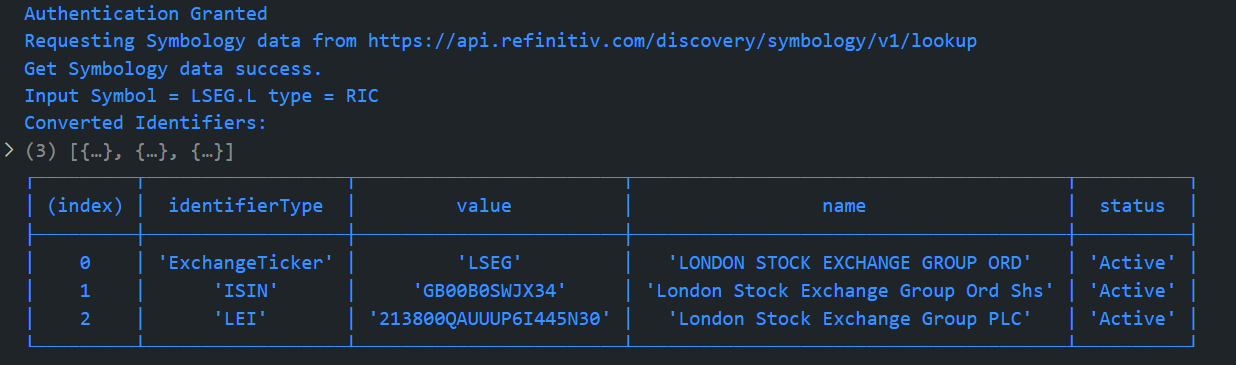 Authentication Granted
Requesting Symbology data from https://api.refinitiv.com/discovery/symbology/v1/lookup
Get Symbology data success.
Input Symbol = LSEG.L type = RIC
Converted Identifiers:
> (3) [{…}, {…}, {…}]
(index) identifierType value name status
0 'ExchangeTicker' 'LSEG' 'LONDON STOCK EXCHANGE GROUP ORD' 'Active'
1 'ISIN' 'GB00B0SWJX34' 'London Stock Exchange Group Ord Shs' 'Active'
2 'LEI' '213800QAUUUP6I445N30' 'London Stock Exchange Group PLC' 'Active'